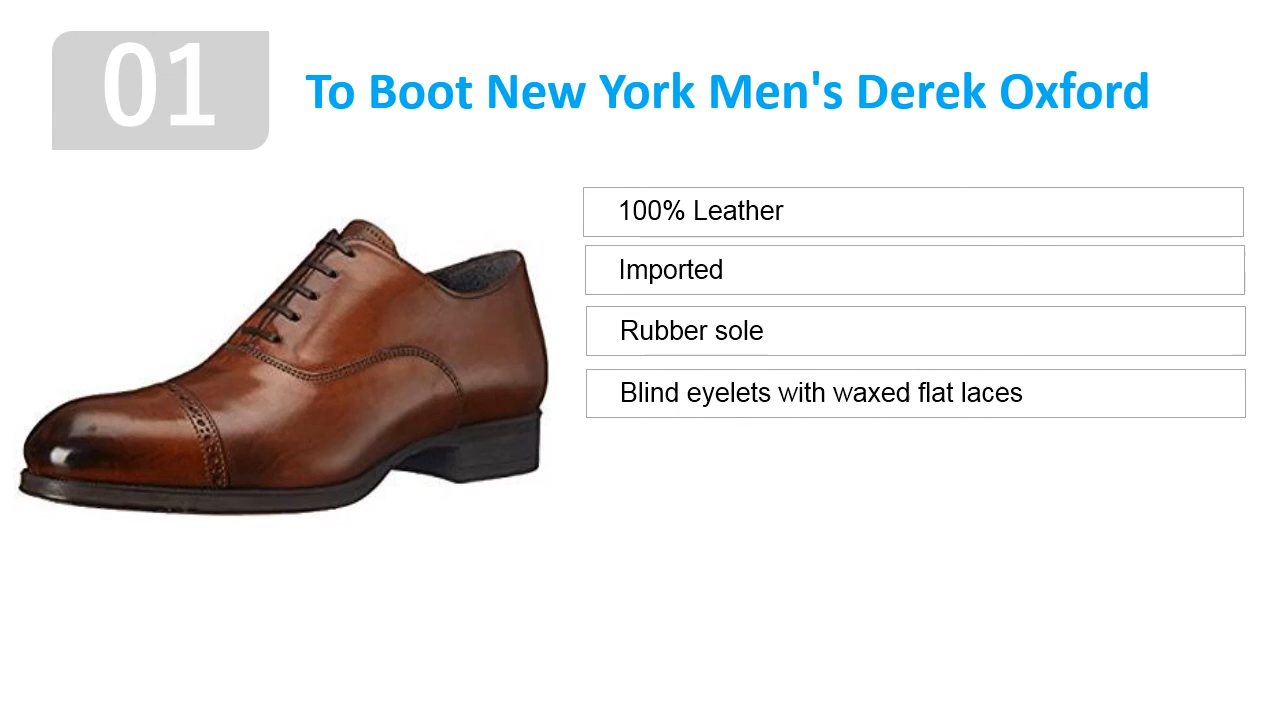 01
To Boot New York Men's Derek Oxford
100% Leather
Imported
Rubber sole
Blind eyelets with waxed flat laces